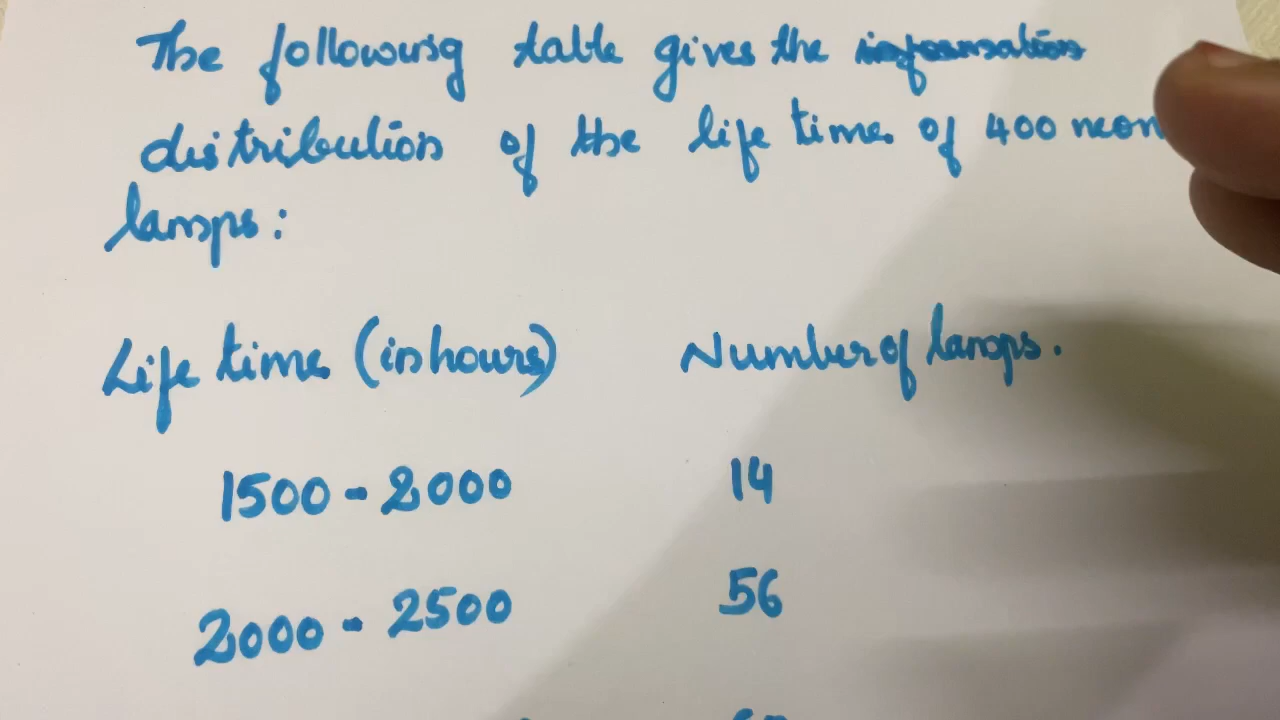 The following table gives the
distribution of the life time of 400 neon
lamps:
Life time (in hours) Number of lamps.
1500 - 2000 14
2000 - 2500 56